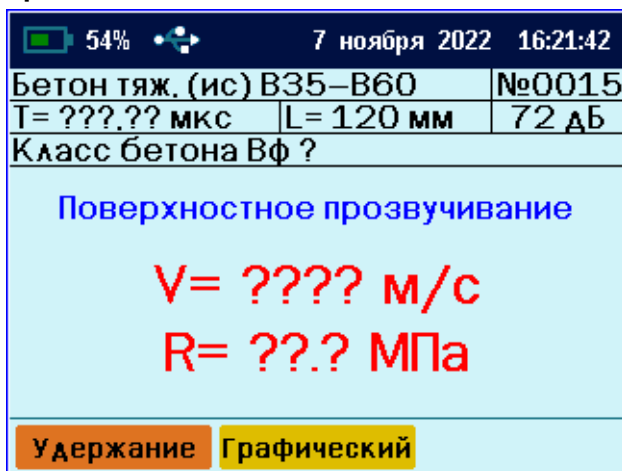 54% 7 ноября 2022 16:21:42
Бетон тяж. (ис) В35–В60 №0015
Т= ???.?? мкс L= 120 мм 72 дБ
Класс бетона Вф ?
Поверхностное прозвучивание
V= ???? м/с
R= ??.? МПа
Удержание Графический